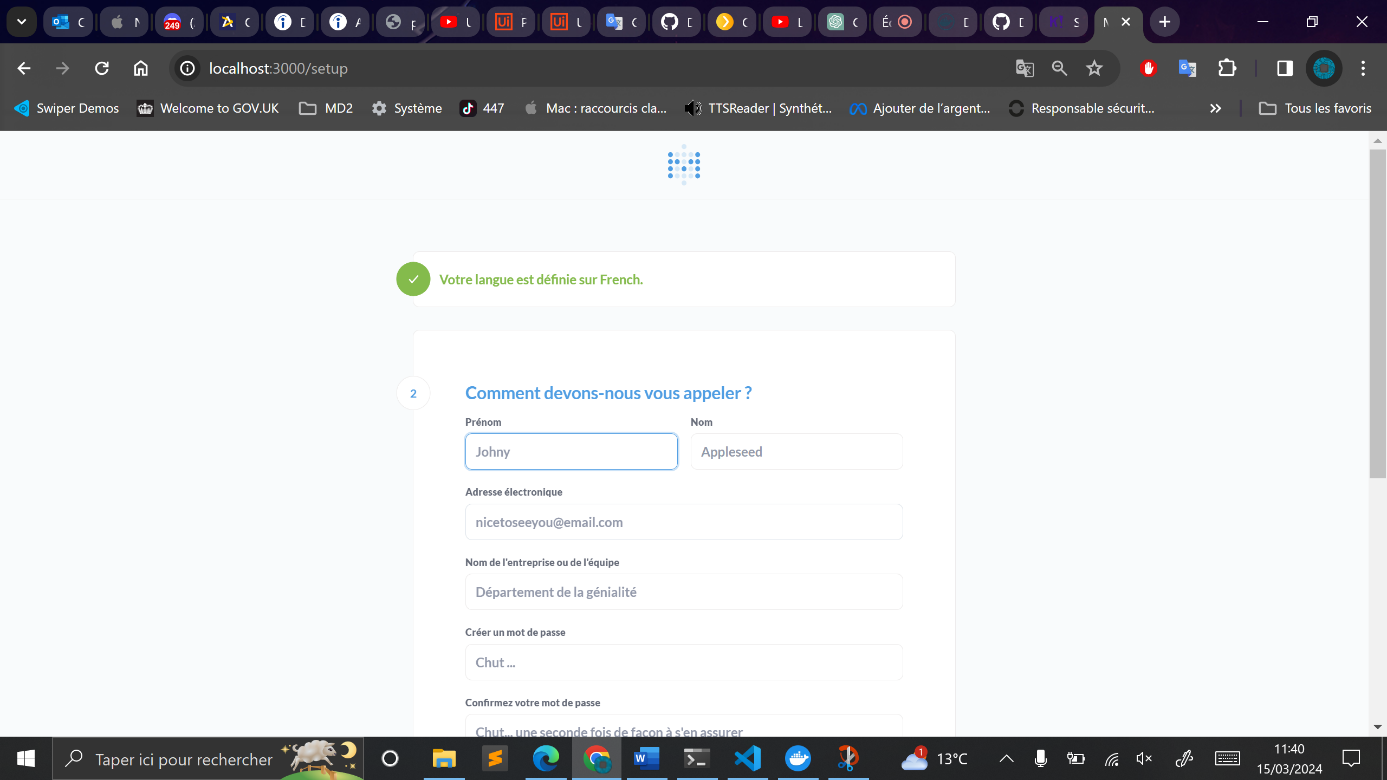 localhost:3000/setup
Swiper Demos
Welcome to GOV.UK
MD2
Système
447
Mac : raccourcis cla...
TTSReader | Synthét...
Ajouter de l'argent...
Responsable sécurit...
Tous les favoris
Votre langue est définie sur French.
2
Comment devons-nous vous appeler ?
Prénom
Nom
Johny
Appleseed
Adresse électronique
nicetoseeyou@email.com
Nom de l'entreprise ou de l'équipe
Département de la génialité
Créer un mot de passe
Chut ...
Confirmez votre mot de passe
Chut... une seconde fois de façon à s'en assurer
Taper ici pour rechercher
1
13°C
11:40
15/03/2024